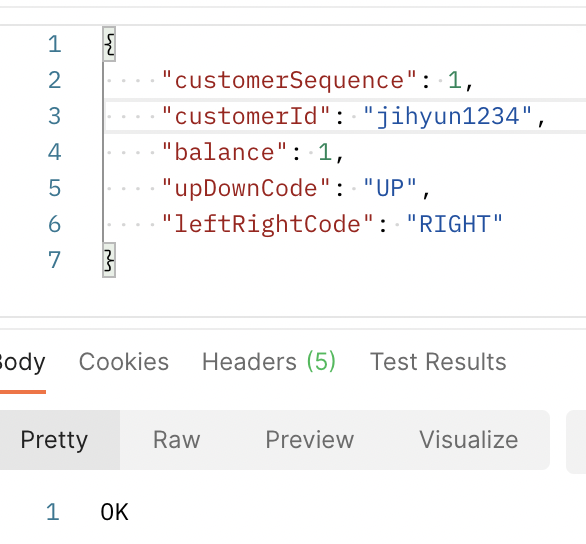 1 {
2 "customerSequence": 1,
3 "customerId": "jihyun1234",
4 "balance": 1,
5 "upDownCode": "UP",
6 "leftRightCode": "RIGHT"
7 }
Body Cookies Headers (5) Test Results
Pretty Raw Preview Visualize
1 OK